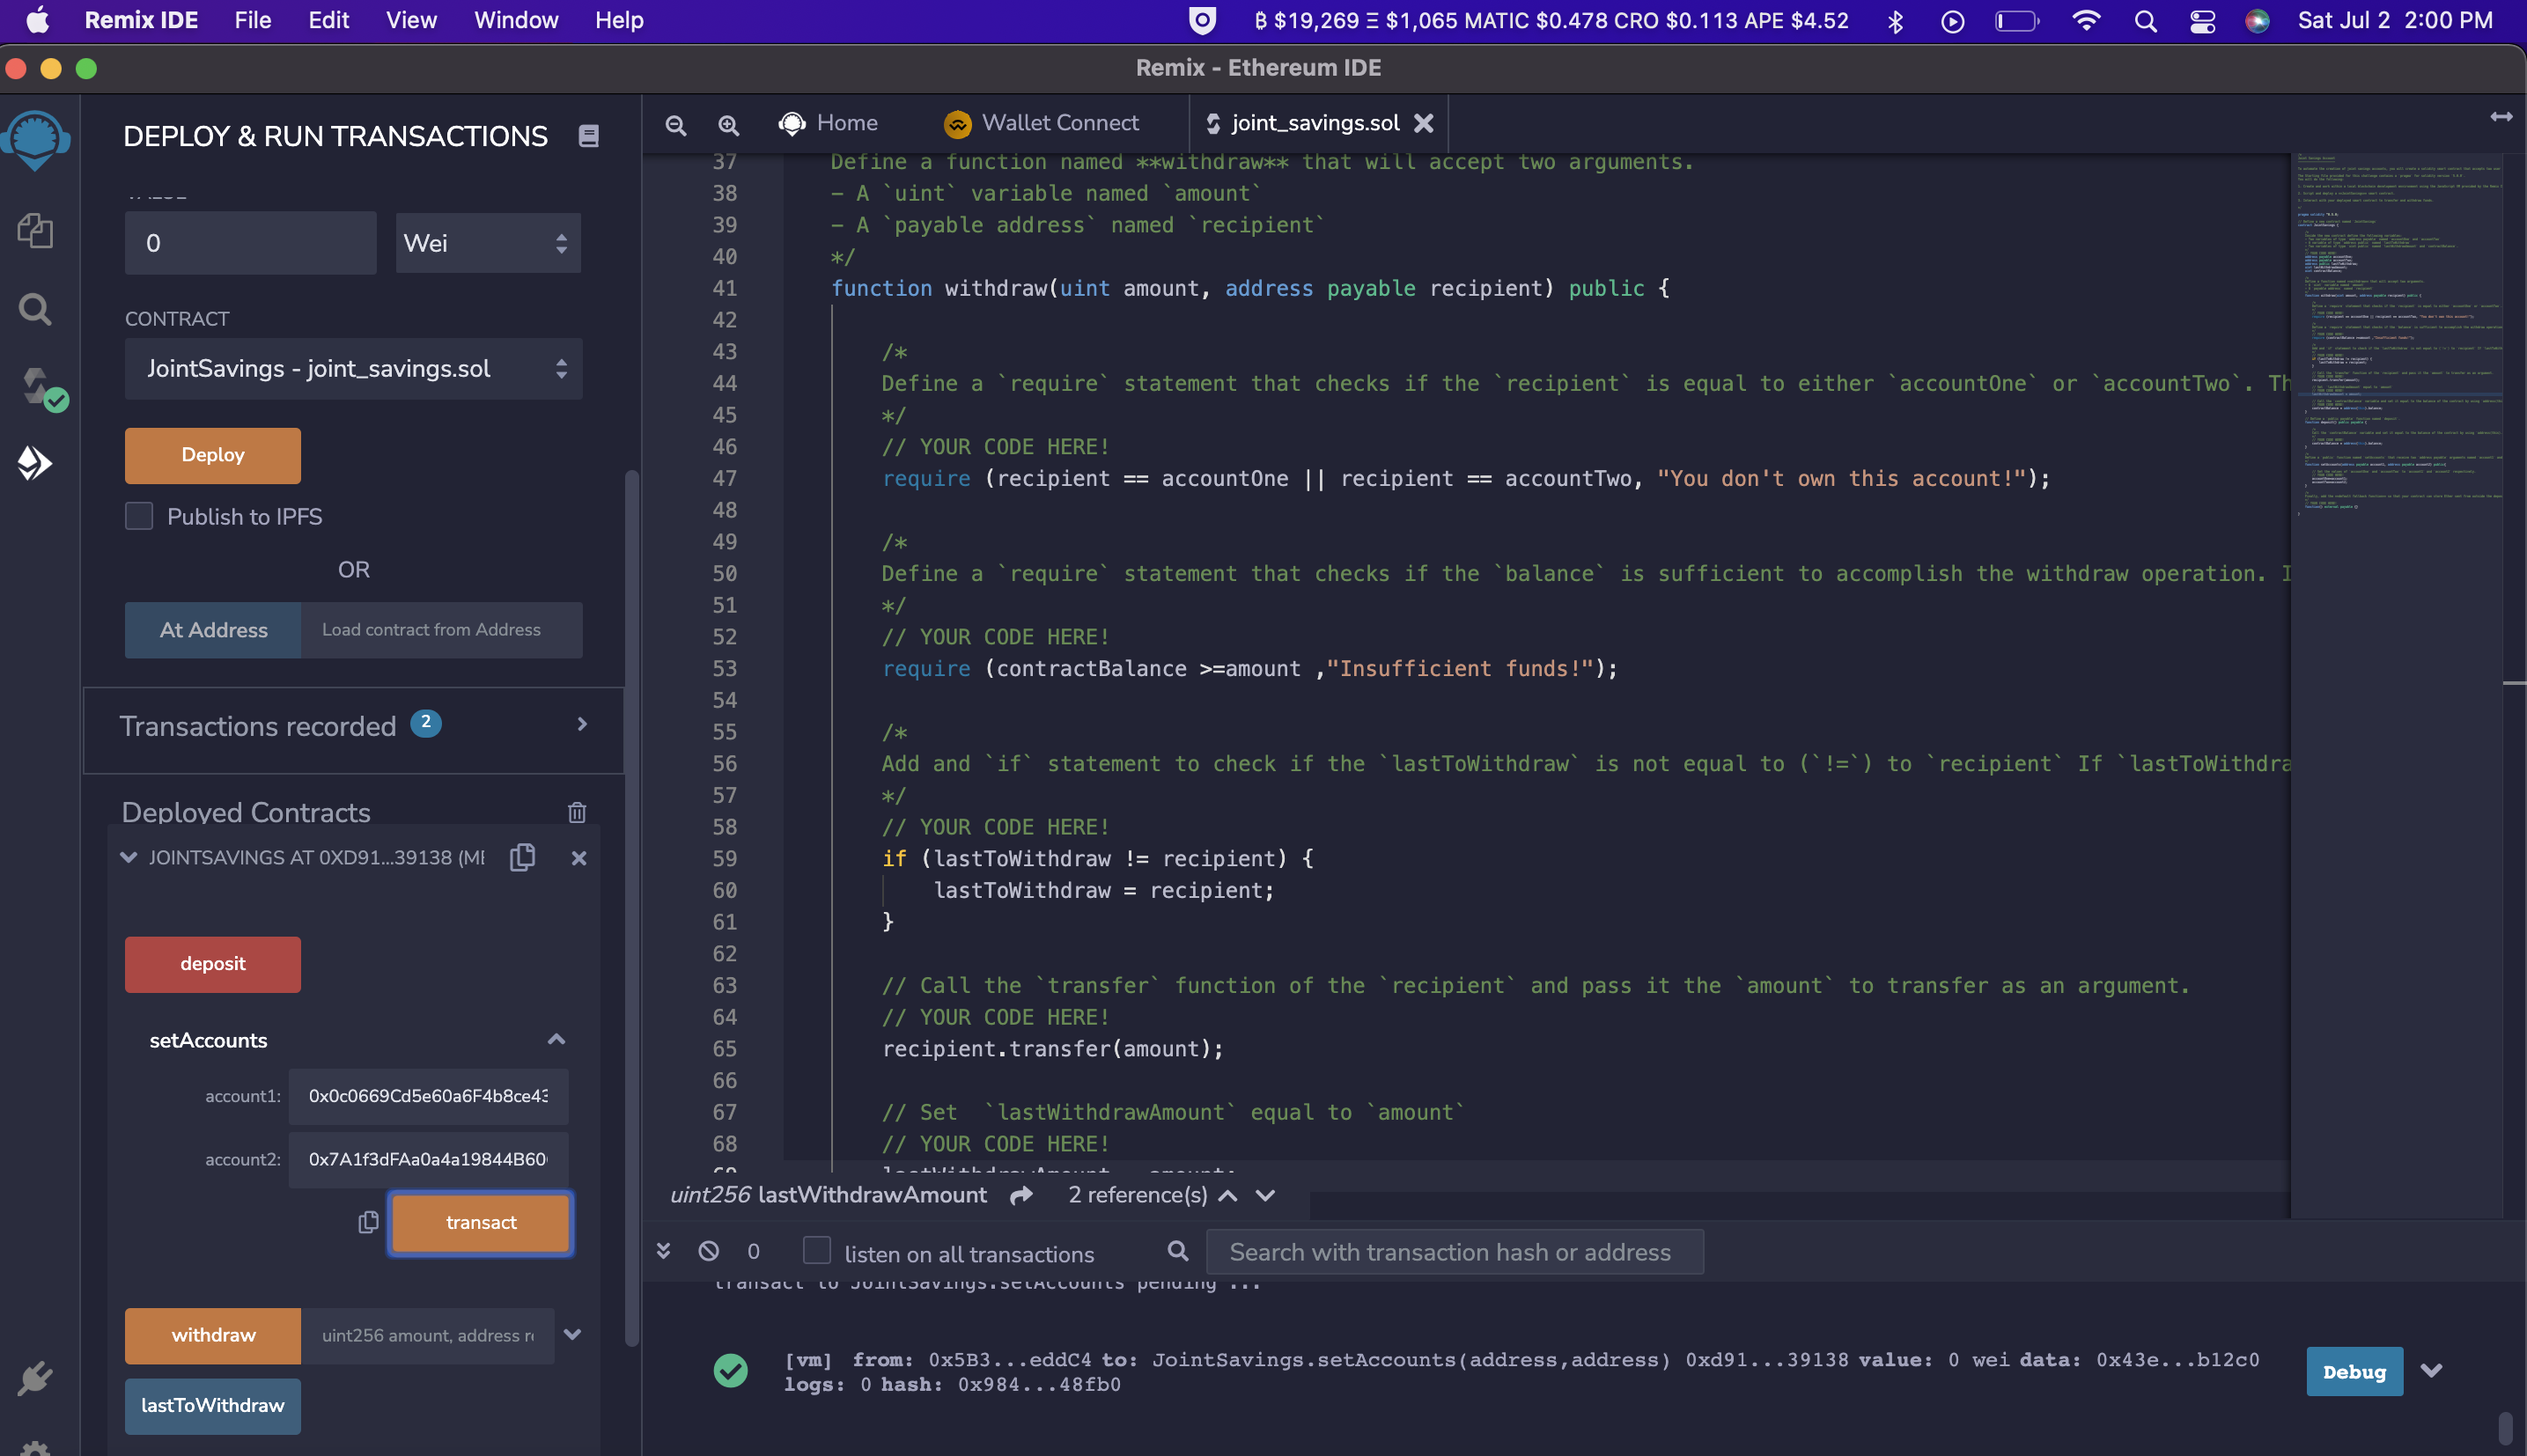 Remix IDE File Edit View Window Help
₿ $19,269 Ξ $1,065 MATIC $0.478 CRO $0.113 APE $4.52
Sat Jul 2 2:00 PM
Remix - Ethereum IDE
DEPLOY & RUN TRANSACTIONS
VALUE
0
Wei
CONTRACT
JointSavings - joint_savings.sol
Deploy
Publish to IPFS
OR
At Address
Load contract from Address
Transactions recorded 2
Deployed Contracts
JOINTSAVINGS AT 0XD91...39138 (ME
deposit
setAccounts
account1: 0x0c0669Cd5e60a6F4b8ce43
account2: 0x7A1f3dFAa0a4a19844B60
transact
withdraw
uint256 amount, address re
lastToWithdraw
Home
Wallet Connect
joint_savings.sol
37 Define a function named **withdraw** that will accept two arguments.
38 - A `uint` variable named `amount`
39 - A `payable address` named `recipient`
40 */
41 function withdraw(uint amount, address payable recipient) public {
42
43 /*
44 Define a `require` statement that checks if the `recipient` is equal to either `accountOne` or `accountTwo`. Th
45 */
46 // YOUR CODE HERE!
47 require (recipient == accountOne || recipient == accountTwo, "You don't own this account!");
48
49 /*
50 Define a `require` statement that checks if the `balance` is sufficient to accomplish the withdraw operation. I
51 */
52 // YOUR CODE HERE!
53 require (contractBalance >=amount ,"Insufficient funds!");
54
55 /*
56 Add and `if` statement to check if the `lastToWithdraw` is not equal to (`!=`) to `recipient` If `lastToWithdra
57 */
58 // YOUR CODE HERE!
59 if (lastToWithdraw != recipient) {
60 lastToWithdraw = recipient;
61 }
62
63 // Call the `transfer` function of the `recipient` and pass it the `amount` to transfer as an argument.
64 // YOUR CODE HERE!
65 recipient.transfer(amount);
66
67 // Set  `lastWithdrawAmount` equal to `amount`
68 // YOUR CODE HERE!
69 lastWithdrawAmount = amount;
uint256 lastWithdrawAmount 2 reference(s)
0
listen on all transactions
Search with transaction hash or address
transact to JointSavings.setAccounts pending ...
[vm] from: 0x5B3...eddC4 to: JointSavings.setAccounts(address,address) 0xd91...39138 value: 0 wei data: 0x43e...b12c0
logs: 0 hash: 0x984...48fb0
Debug